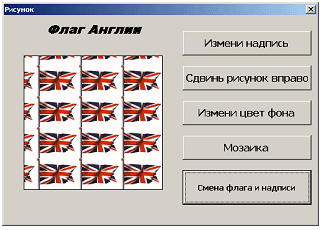 Рисунок
Флаг Англии
Измени надпись
Сдвинь рисунок вправо
Измени цвет фона
Мозаика
Смена флага и надписи